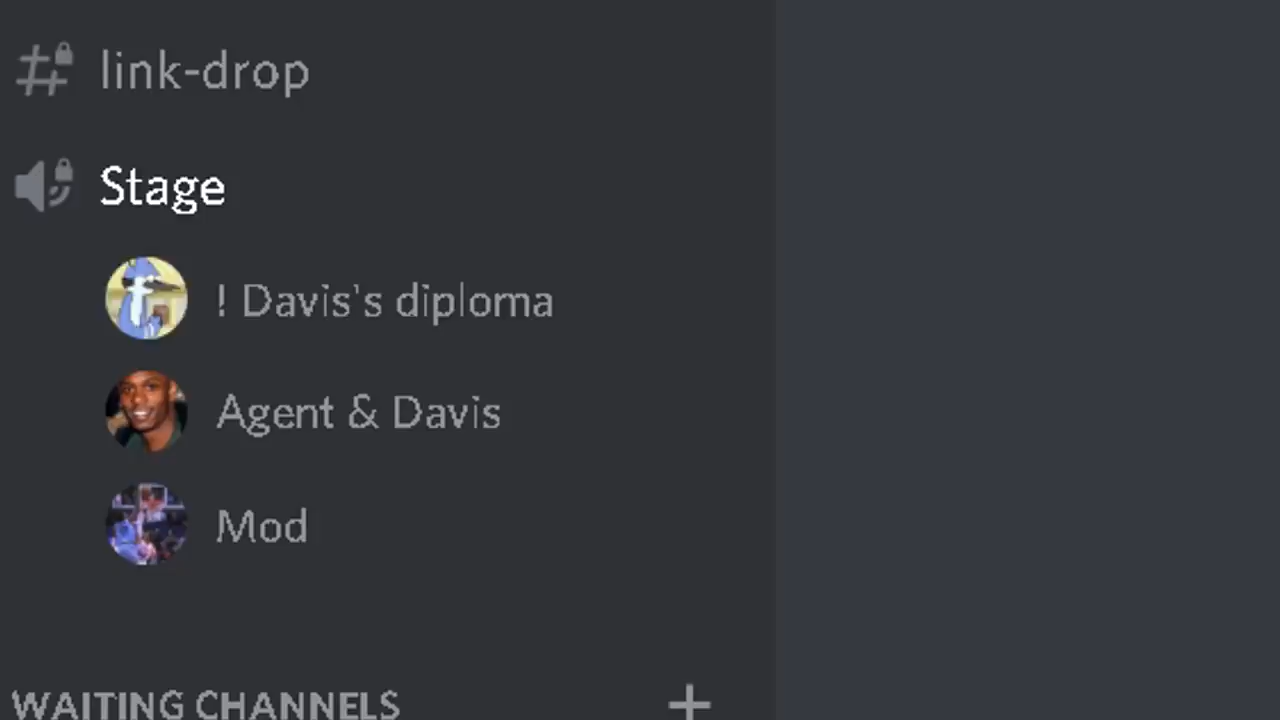 link-drop
Stage
! Davis's diploma
Agent & Davis
Mod
WAITING CHANNELS